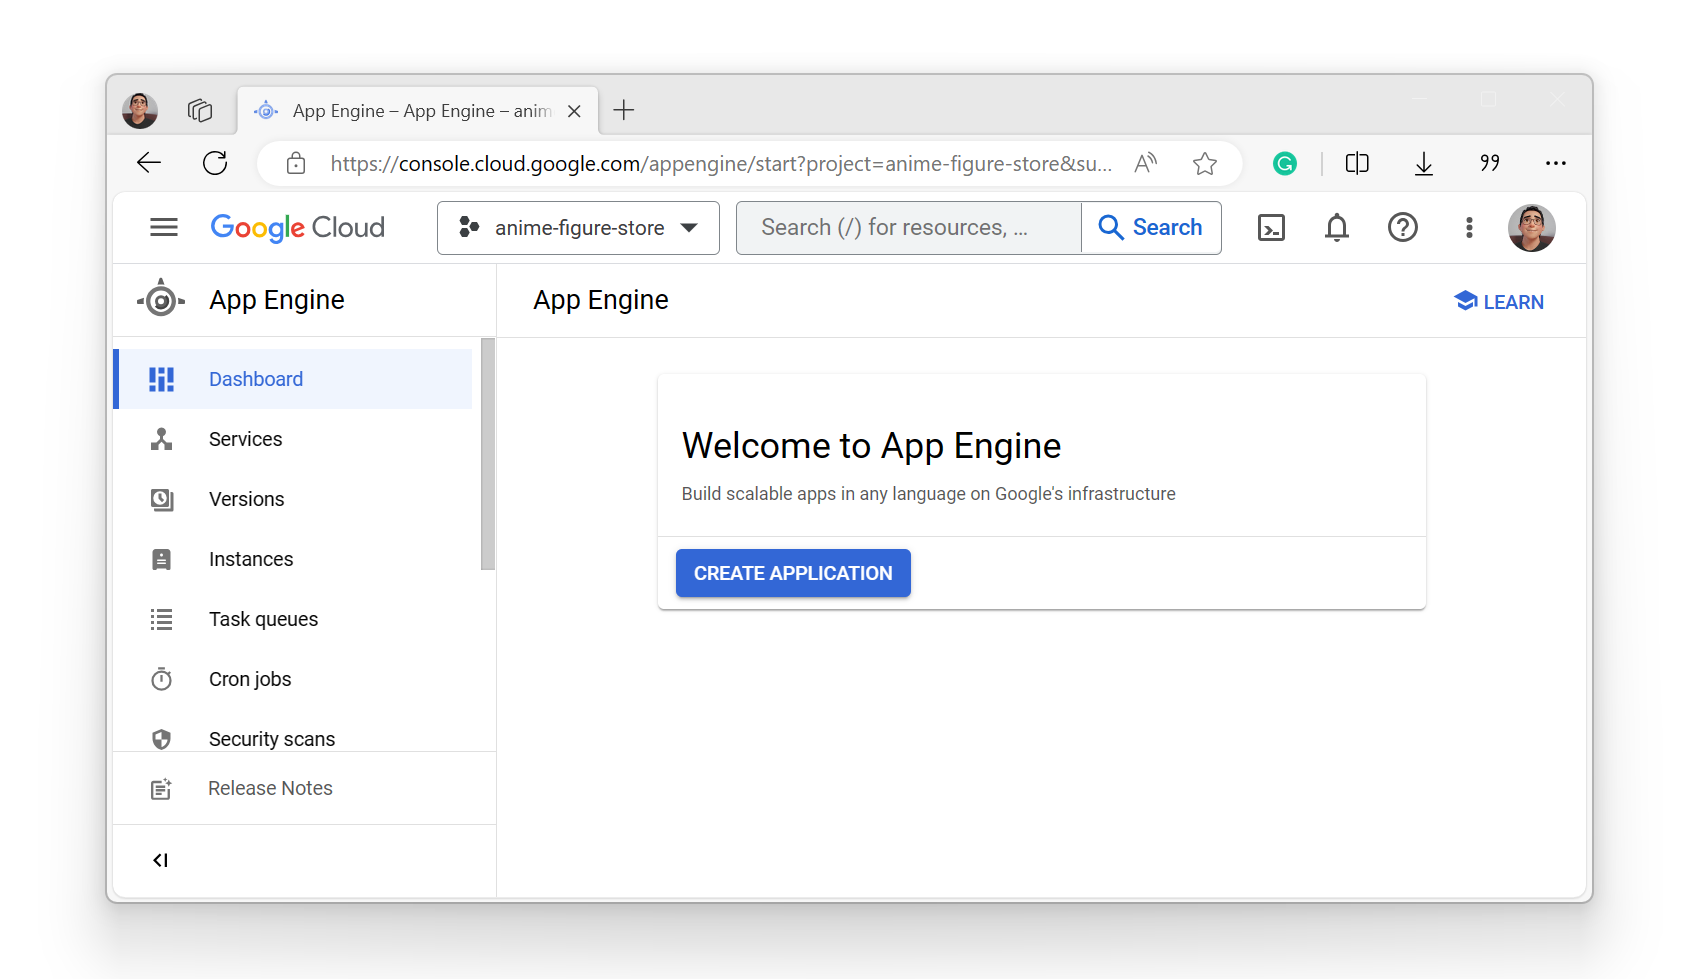 App Engine – App Engine – anim
https://console.cloud.google.com/appengine/start?project=anime-figure-store&su...
Google Cloud
anime-figure-store
Search (/) for resources, ...
Search
App Engine
App Engine
LEARN
Dashboard
Services
Versions
Instances
Task queues
Cron jobs
Security scans
Release Notes
Welcome to App Engine
Build scalable apps in any language on Google's infrastructure
CREATE APPLICATION